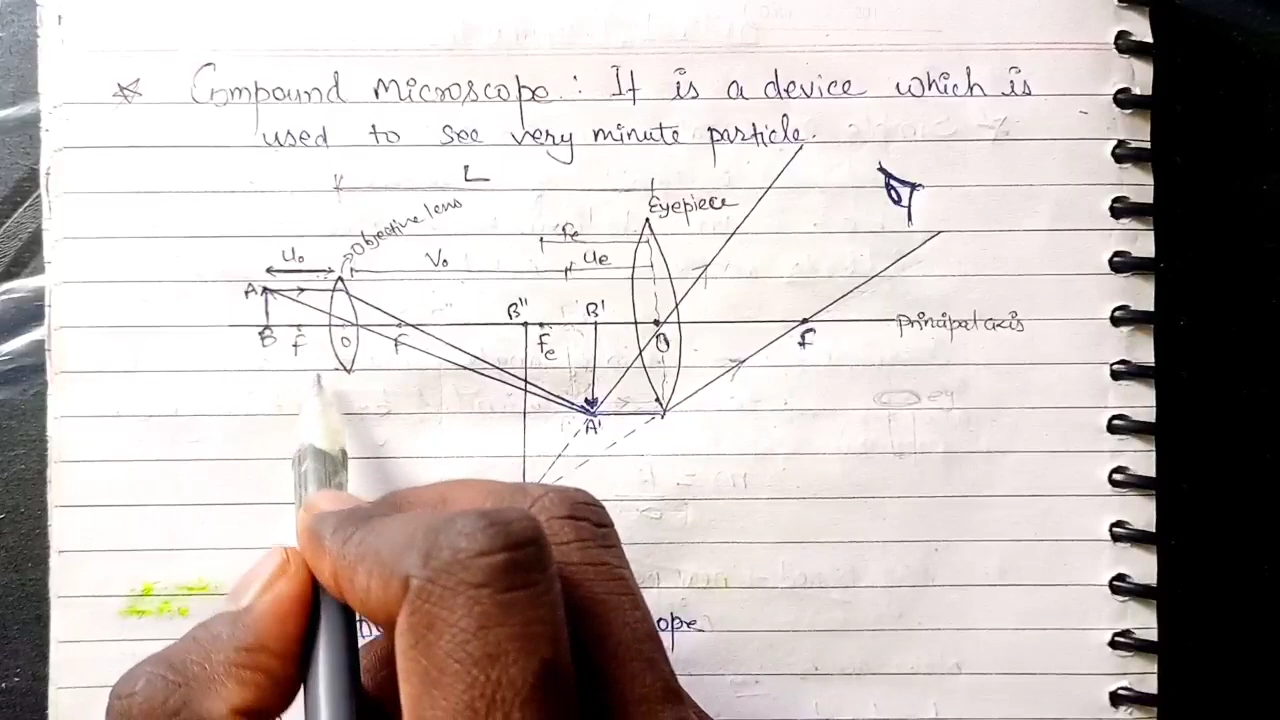 Compound Microscope: It is a device which is
used to see very minute particle.
L
Eyepiece
Objective lens
fe
uo
Vo
ue
A
B''
B'
Principal axis
B
f
O
f
fe
O
F
A'
ope